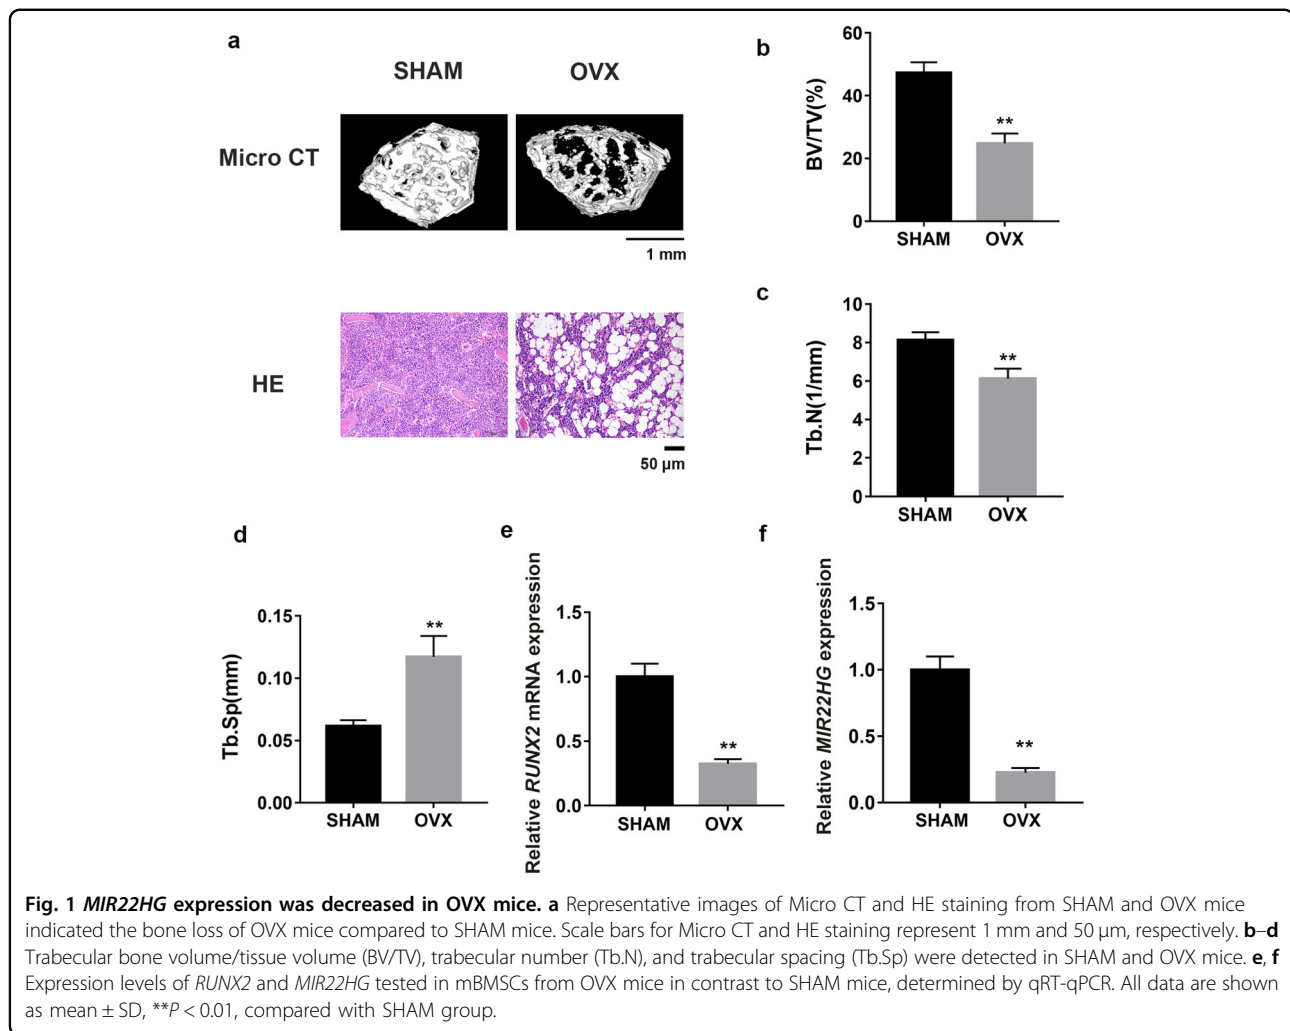 a
SHAM
OVX
Micro CT
1 mm
HE
50 µm
b
BV/TV(%)
60
40
20
0
SHAM
OVX
**
c
Tb.N(1/mm)
10
8
6
4
2
0
SHAM
OVX
**
d
Tb.Sp(mm)
0.15
0.10
0.05
0.00
SHAM
OVX
**
e
Relative RUNX2 mRNA expression
1.5
1.0
0.5
0.0
SHAM
OVX
**
f
Relative MIR22HG expression
1.5
1.0
0.5
0.0
SHAM
OVX
**
Fig. 1 MIR22HG expression was decreased in OVX mice. a Representative images of Micro CT and HE staining from SHAM and OVX mice
indicated the bone loss of OVX mice compared to SHAM mice. Scale bars for Micro CT and HE staining represent 1 mm and 50 µm, respectively. b–d
Trabecular bone volume/tissue volume (BV/TV), trabecular number (Tb.N), and trabecular spacing (Tb.Sp) were detected in SHAM and OVX mice. e, f
Expression levels of RUNX2 and MIR22HG tested in mBMSCs from OVX mice in contrast to SHAM mice, determined by qRT-qPCR. All data are shown
as mean ± SD, **P < 0.01, compared with SHAM group.